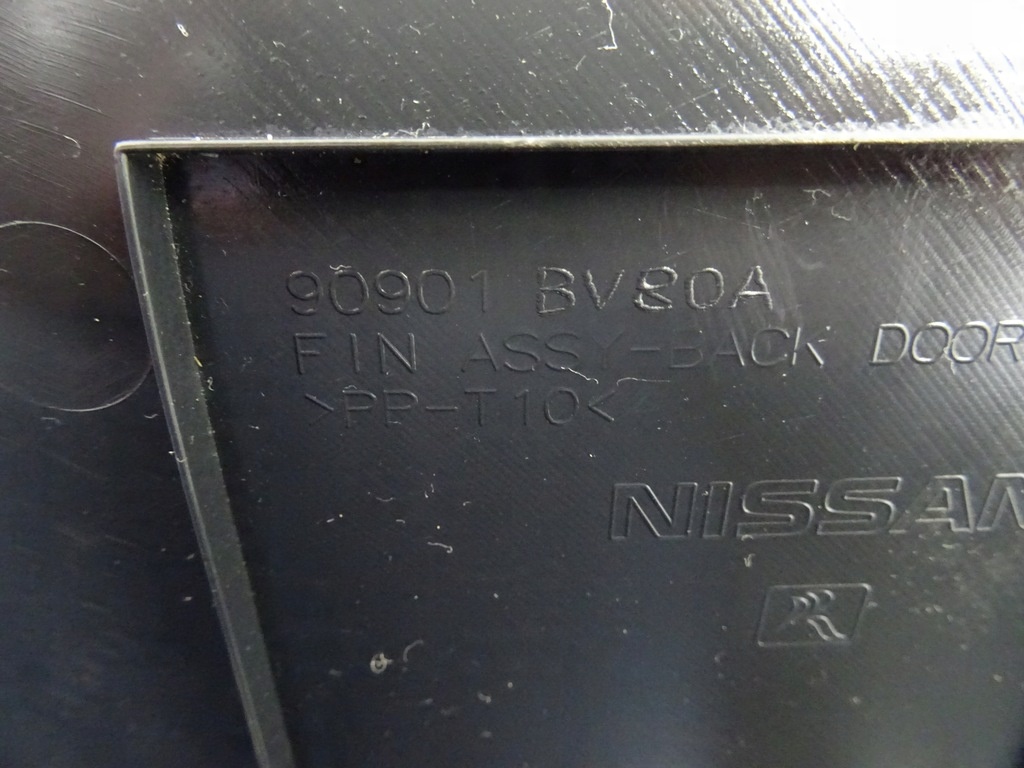 90901 BV80A
FIN ASSY-BACK DOOR
>PP-T10<
NISSAN